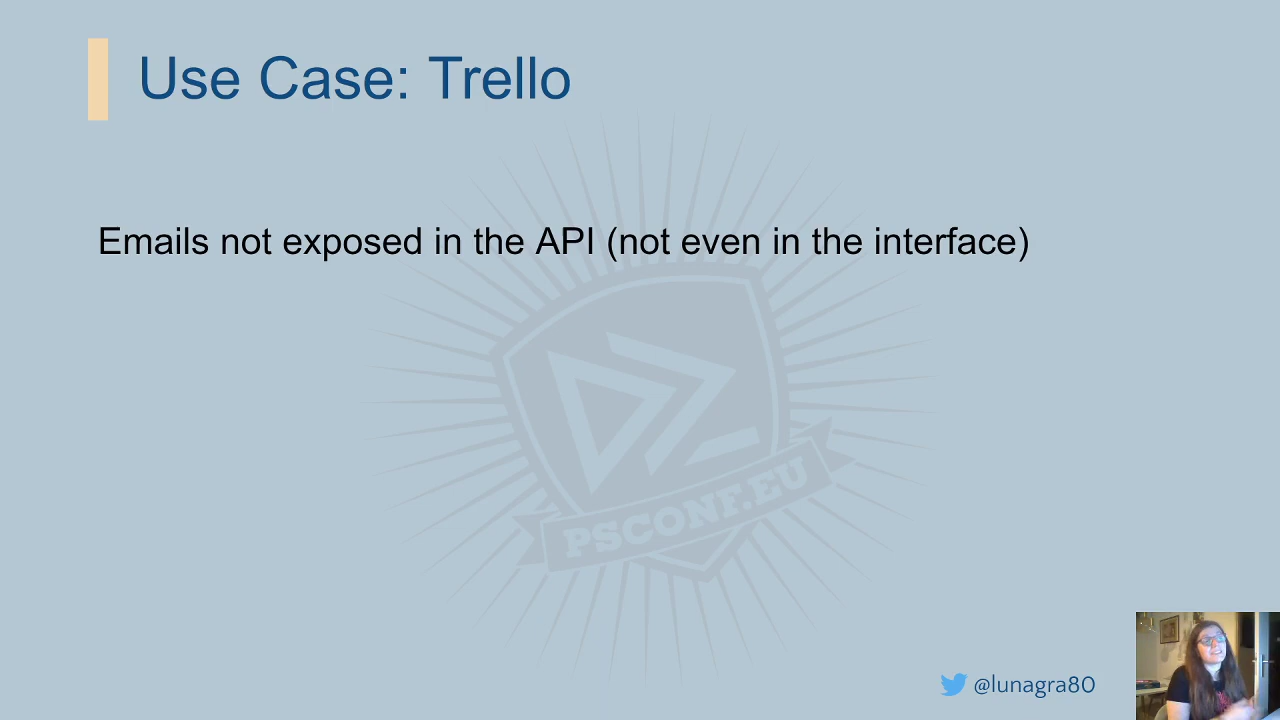 Use Case: Trello
Emails not exposed in the API (not even in the interface)
PSCONF.EU
@lunagra80